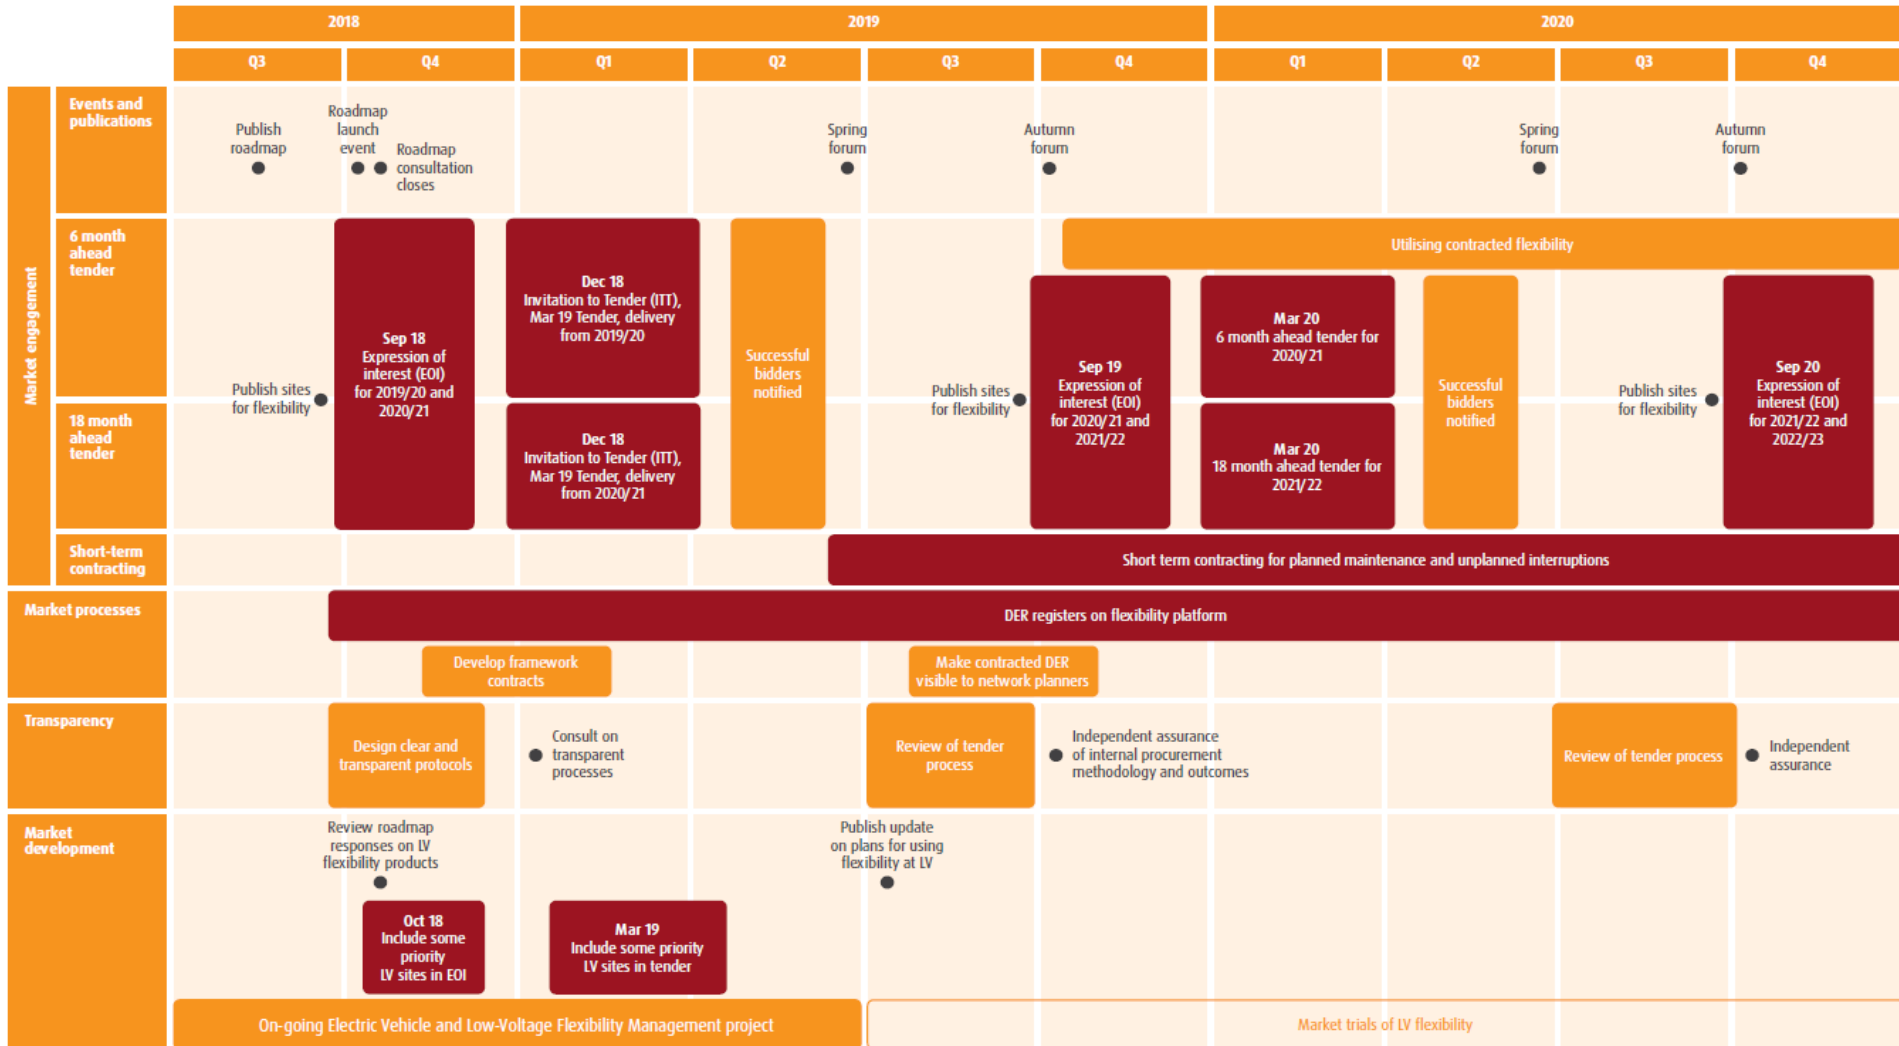 2018
2019
2020
Q3
Q4
Q1
Q2
Q3
Q4
Q1
Q2
Q3
Q4
Market engagement
Events and
publications
Publish
roadmap
Roadmap
launch
event
Roadmap
consultation
closes
Spring
forum
Autumn
forum
Spring
forum
Autumn
forum
6 month
ahead
tender
18 month
ahead
tender
Publish sites
for flexibility
Sep 18
Expression of
interest (EOI)
for 2019/20 and
2020/21
Dec 18
Invitation to Tender (ITT),
Mar 19 Tender, delivery
from 2019/20
Dec 18
Invitation to Tender (ITT),
Mar 19 Tender, delivery
from 2020/21
Successful
bidders
notified
Publish sites
for flexibility
Utilising contracted flexibility
Sep 19
Expression of
interest (EOI)
for 2020/21 and
2021/22
Mar 20
6 month ahead tender for
2020/21
Mar 20
18 month ahead tender for
2021/22
Successful
bidders
notified
Publish sites
for flexibility
Sep 20
Expression of
interest (EOI)
for 2021/22 and
2022/23
Short-term
contracting
Short term contracting for planned maintenance and unplanned interruptions
Market processes
DER registers on flexibility platform
Develop framework
contracts
Make contracted DER
visible to network planners
Transparency
Design clear and
transparent protocols
Consult on
transparent
processes
Review of tender
process
Independent assurance
of internal procurement
methodology and outcomes
Review of tender process
Independent
assurance
Market
development
Review roadmap
responses on LV
flexibility products
Publish update
on plans for using
flexibility at LV
Oct 18
Include some
priority
LV sites in EOI
Mar 19
Include some priority
LV sites in tender
On-going Electric Vehicle and Low-Voltage Flexibility Management project
Market trials of LV flexibility